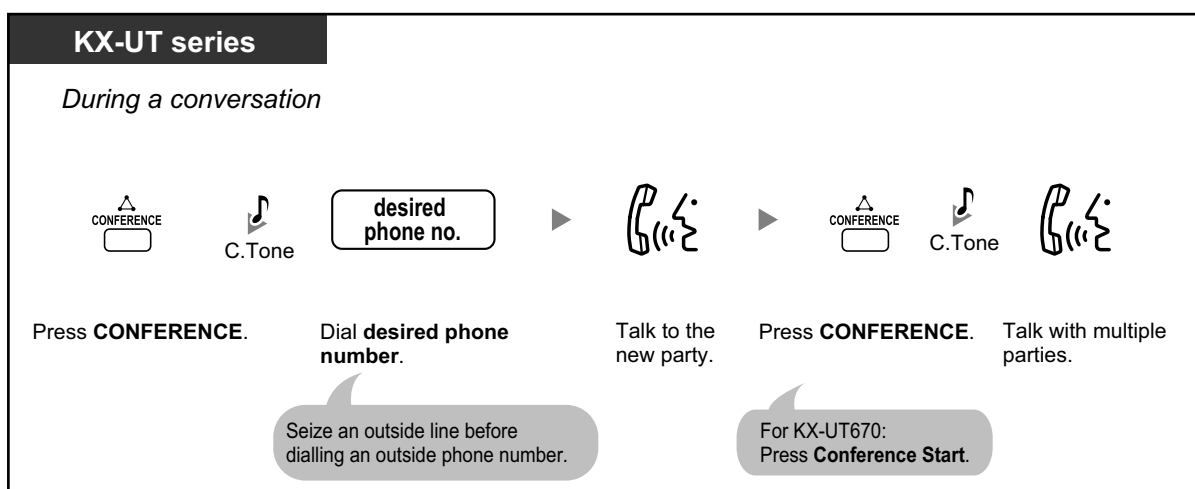 KX-UT series
During a conversation
CONFERENCE
C.Tone
desired
phone no.
CONFERENCE
C.Tone
Press CONFERENCE.
Dial desired phone
number.
Talk to the
new party.
Press CONFERENCE.
Talk with multiple
parties.
Seize an outside line before
dialling an outside phone number.
For KX-UT670:
Press Conference Start.